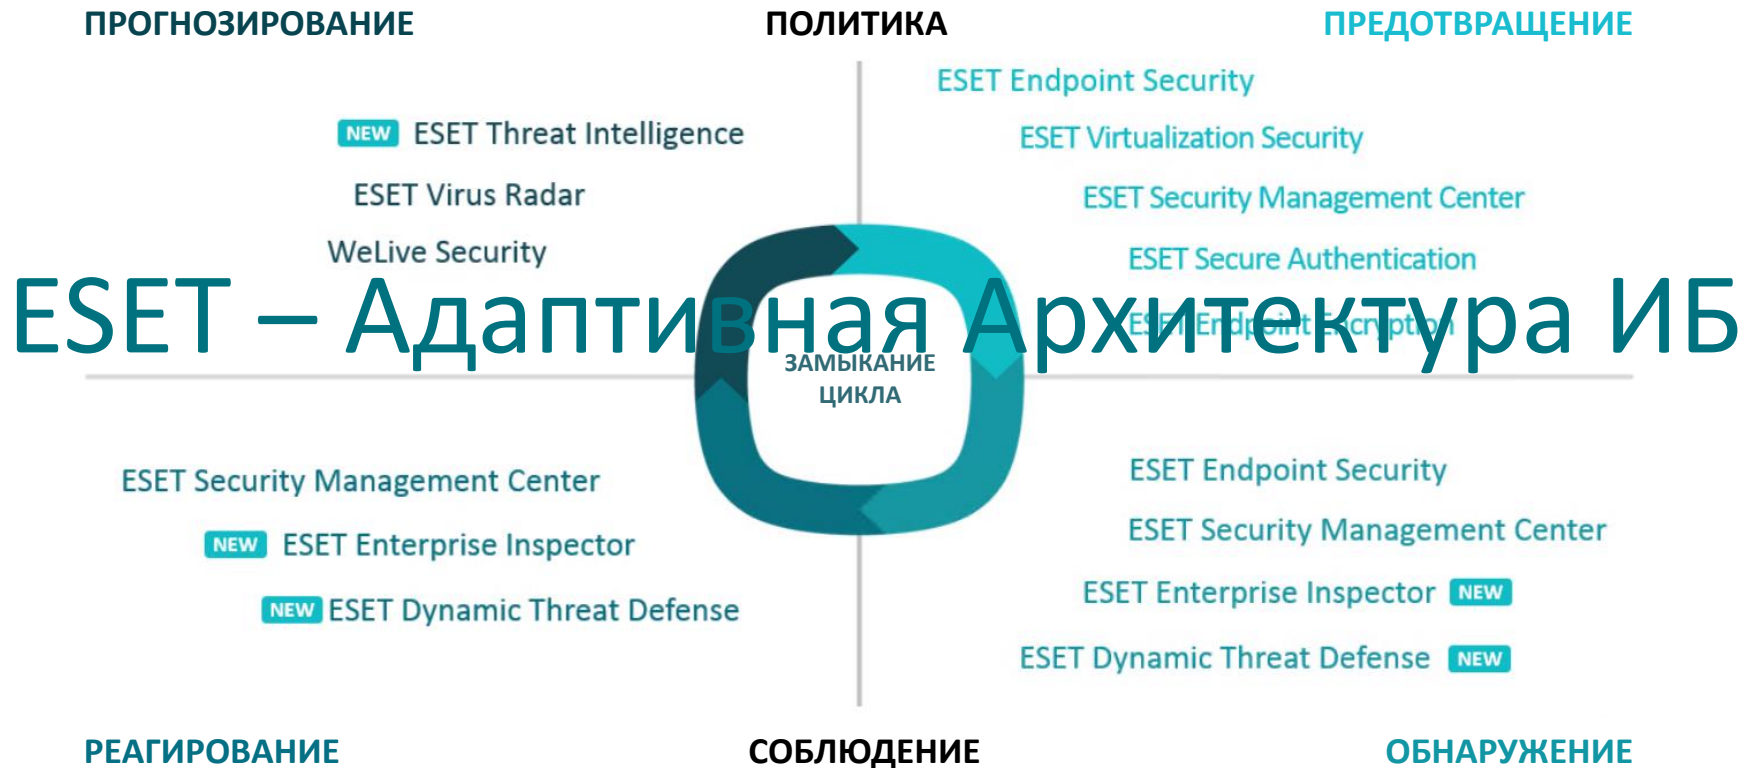 ПРОГНОЗИРОВАНИЕ
ПОЛИТИКА
ПРЕДОТВРАЩЕНИЕ
NEW ESET Threat Intelligence
ESET Virus Radar
WeLive Security
ESET Endpoint Security
ESET Virtualization Security
ESET Security Management Center
ESET Secure Authentication
ESET Endpoint Encryption
ESET – Адаптивная Архитектура ИБ
ЗАМЫКАНИЕ
ЦИКЛА
ESET Security Management Center
NEW ESET Enterprise Inspector
NEW ESET Dynamic Threat Defense
ESET Endpoint Security
ESET Security Management Center
ESET Enterprise Inspector NEW
ESET Dynamic Threat Defense NEW
РЕАГИРОВАНИЕ
СОБЛЮДЕНИЕ
ОБНАРУЖЕНИЕ